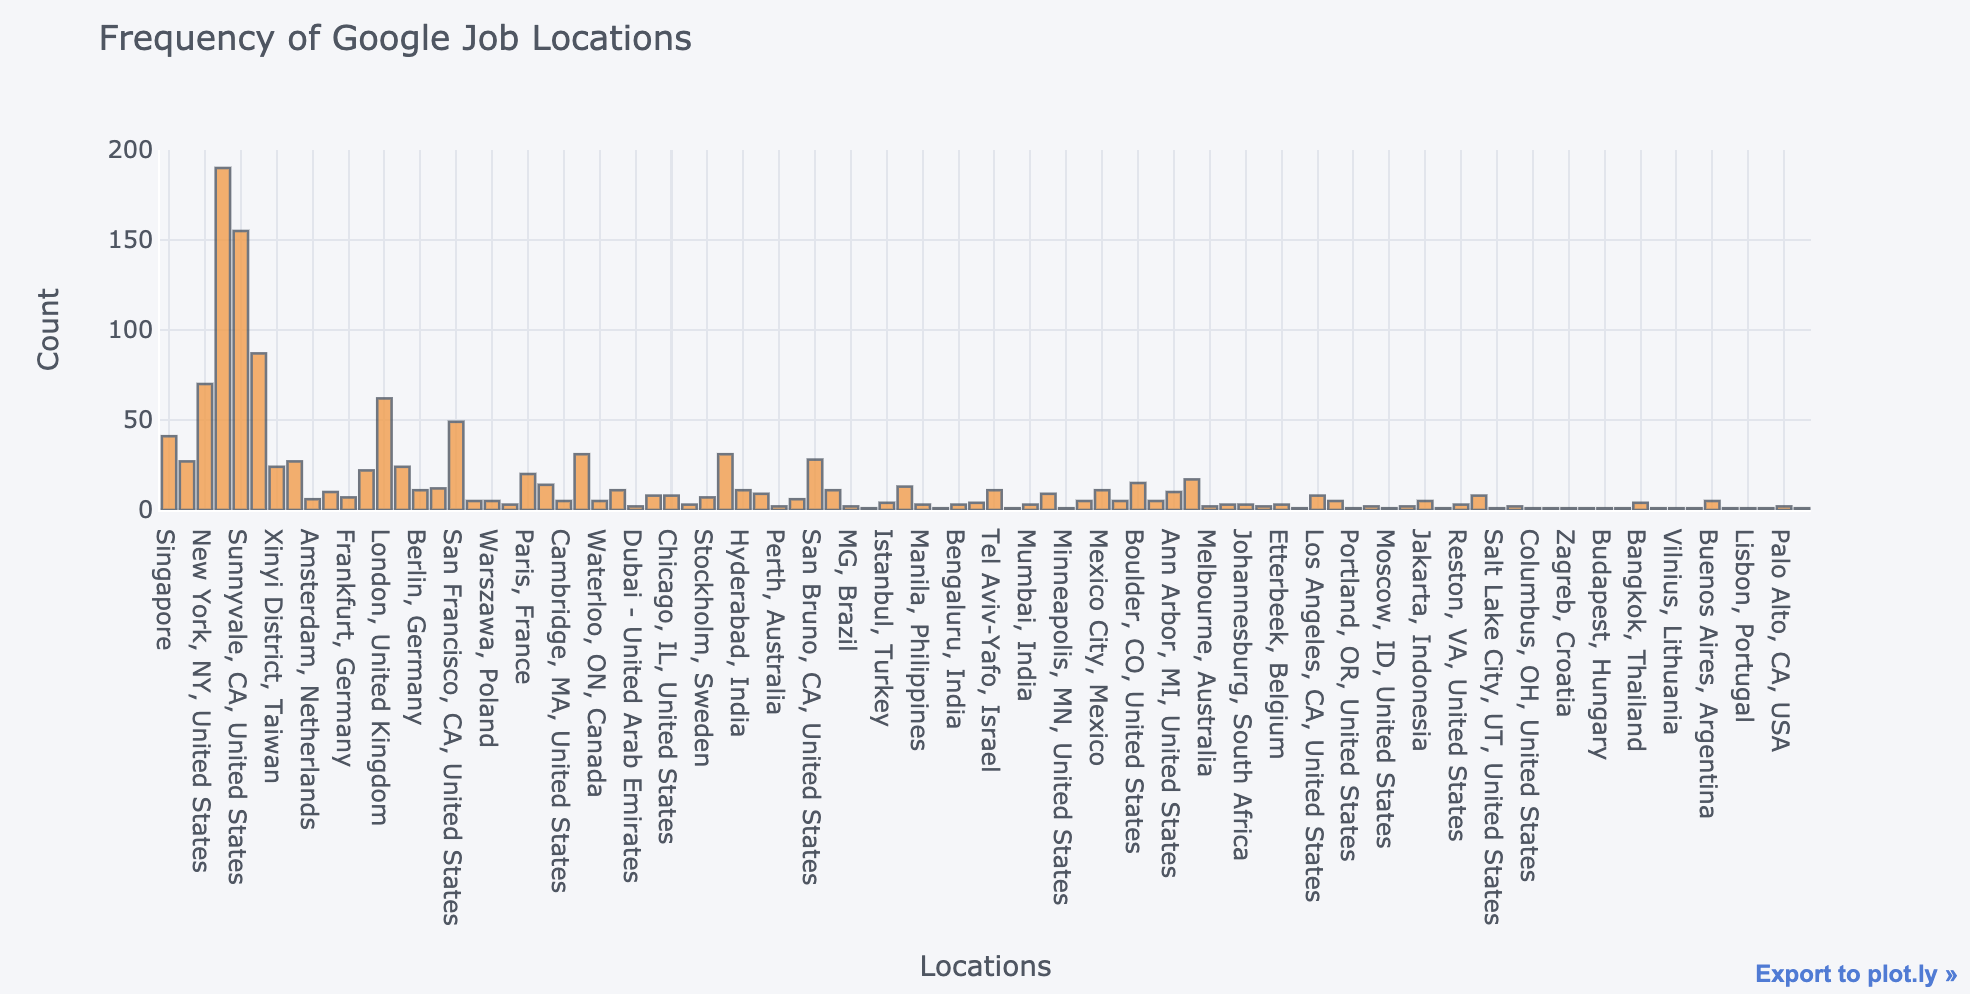 Frequency of Google Job Locations
200
150
100
50
0
Count
Singapore
New York, NY, United States
Sunnyvale, CA, United States
Xinyi District, Taiwan
Amsterdam, Netherlands
Frankfurt, Germany
London, United Kingdom
Berlin, Germany
San Francisco, CA, United States
Warszawa, Poland
Paris, France
Cambridge, MA, United States
Waterloo, ON, Canada
Dubai - United Arab Emirates
Chicago, IL, United States
Stockholm, Sweden
Hyderabad, India
Perth, Australia
San Bruno, CA, United States
MG, Brazil
Istanbul, Turkey
Manila, Philippines
Bengaluru, India
Tel Aviv-Yafo, Israel
Mumbai, India
Minneapolis, MN, United States
Mexico City, Mexico
Boulder, CO, United States
Ann Arbor, MI, United States
Melbourne, Australia
Johannesburg, South Africa
Etterbeek, Belgium
Los Angeles, CA, United States
Portland, OR, United States
Moscow, ID, United States
Jakarta, Indonesia
Reston, VA, United States
Salt Lake City, UT, United States
Columbus, OH, United States
Zagreb, Croatia
Budapest, Hungary
Bangkok, Thailand
Vilnius, Lithuania
Buenos Aires, Argentina
Lisbon, Portugal
Palo Alto, CA, USA
Locations
Export to plot.ly »